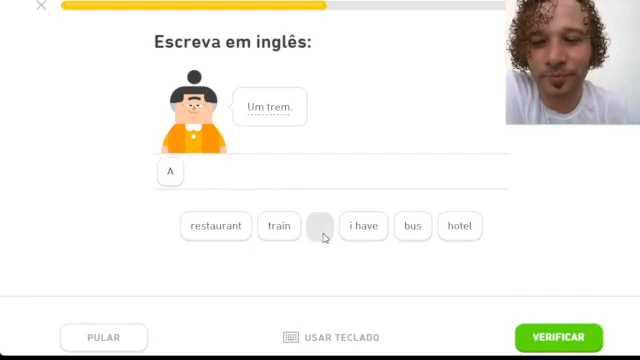 Escreva em inglês:
Um trem.
A
restaurant train i have bus hotel
PULAR USAR TECLADO VERIFICAR